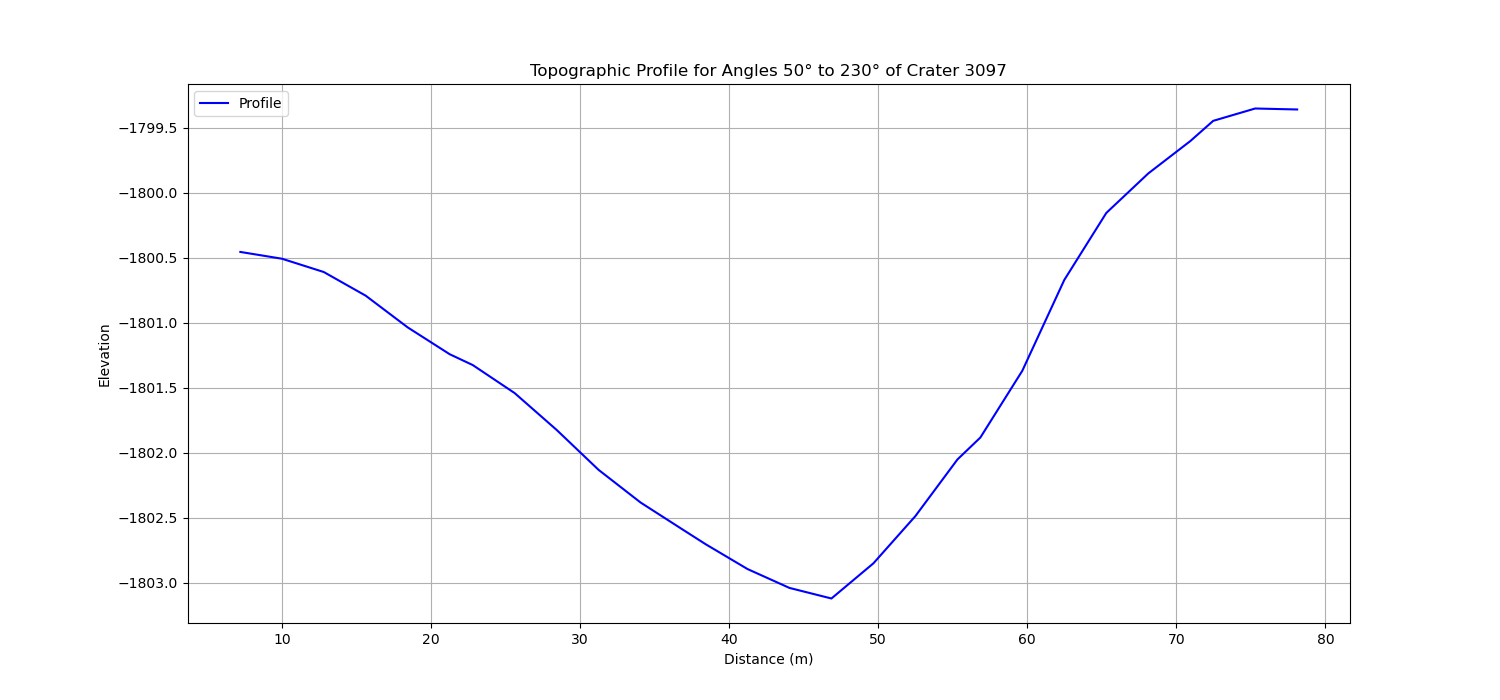 Topographic Profile for Angles 50° to 230° of Crater 3097
Profile
−1799.5
−1800.0
−1800.5
−1801.0
−1801.5
−1802.0
−1802.5
−1803.0
Elevation
10 20 30 40 50 60 70 80
Distance (m)